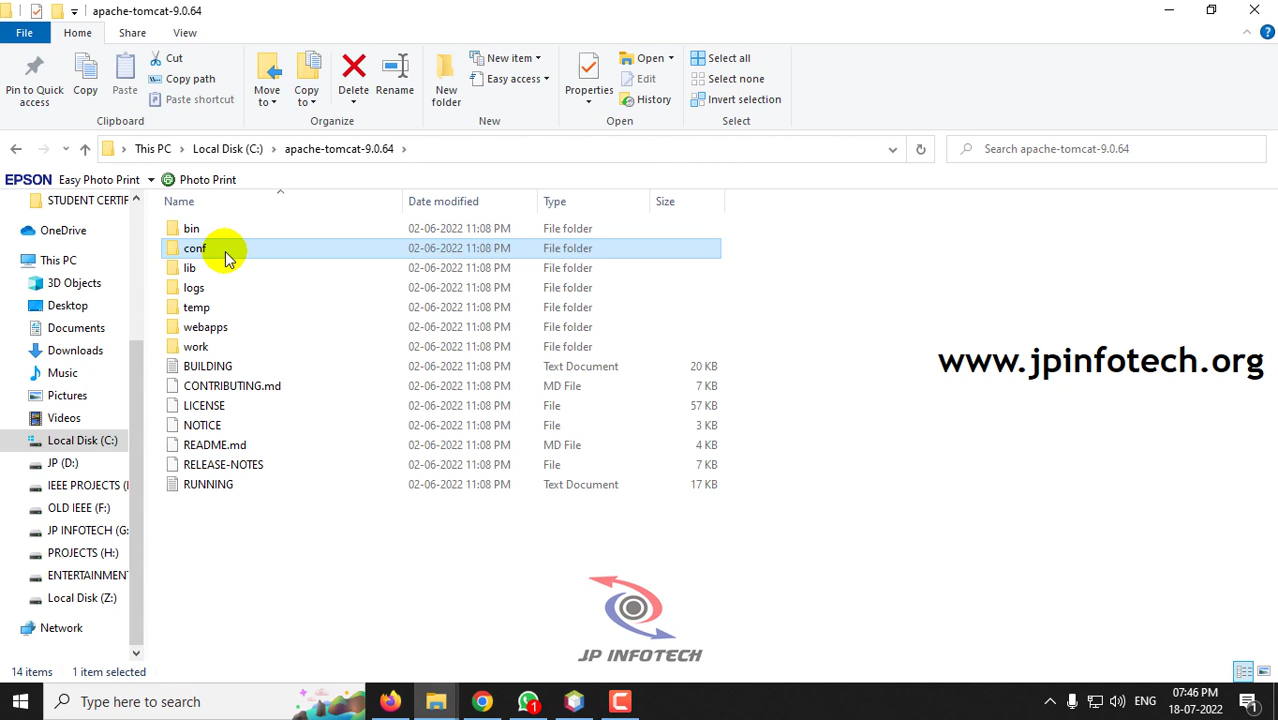 apache-tomcat-9.0.64
File Home Share View
Pin to Quick access
Copy
Paste
Cut
Copy path
Paste shortcut
Move to
Copy to
Delete
Rename
New folder
New item
Easy access
Properties
Open
Edit
History
Select all
Select none
Invert selection
Clipboard Organize New Open Select
This PC Local Disk (C:) apache-tomcat-9.0.64
Search apache-tomcat-9.0.64
EPSON Easy Photo Print Photo Print
Name Date modified Type Size
STUDENT CERTIF
OneDrive
This PC
3D Objects
Desktop
Documents
Downloads
Music
Pictures
Videos
Local Disk (C:)
JP (D:)
IEEE PROJECTS (
OLD IEEE (F:)
JP INFOTECH (G:
PROJECTS (H:)
ENTERTAINMEN
Local Disk (Z:)
Network
bin 02-06-2022 11:08 PM File folder
conf 02-06-2022 11:08 PM File folder
lib 02-06-2022 11:08 PM File folder
logs 02-06-2022 11:08 PM File folder
temp 02-06-2022 11:08 PM File folder
webapps 02-06-2022 11:08 PM File folder
work 02-06-2022 11:08 PM File folder
BUILDING 02-06-2022 11:08 PM Text Document 20 KB
CONTRIBUTING.md 02-06-2022 11:08 PM MD File 7 KB
LICENSE 02-06-2022 11:08 PM File 57 KB
NOTICE 02-06-2022 11:08 PM File 3 KB
README.md 02-06-2022 11:08 PM MD File 4 KB
RELEASE-NOTES 02-06-2022 11:08 PM File 7 KB
RUNNING 02-06-2022 11:08 PM Text Document 17 KB
www.jpinfotech.org
JP INFOTECH
14 items 1 item selected
Type here to search
1
ENG
07:46 PM
18-07-2022
1